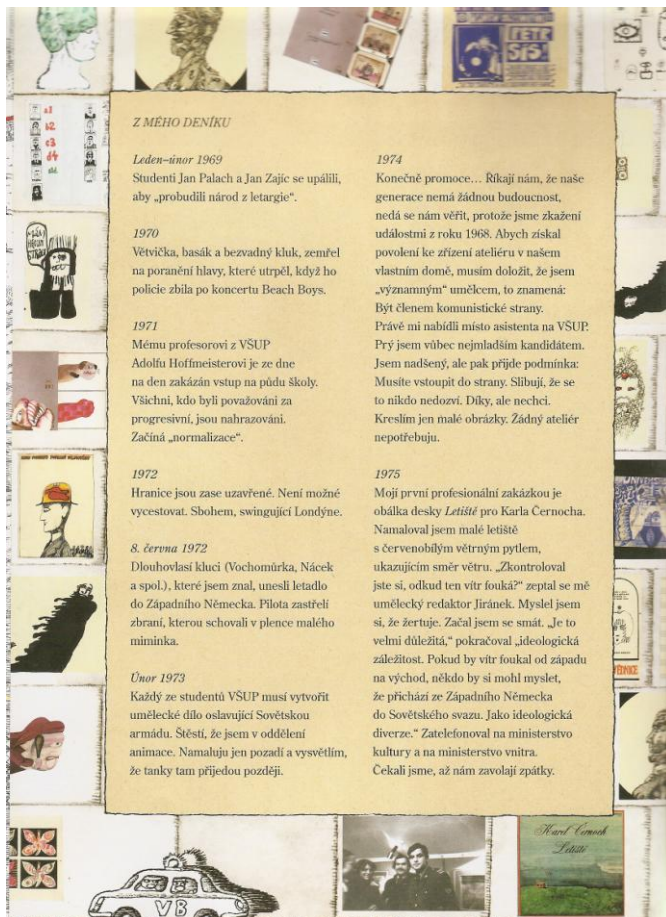 PETR
SÍS!
a1
b2
c3
d4
Z MÉHO DENÍKU
Leden–únor 1969
Studenti Jan Palach a Jan Zajíc se upálili,
aby „probudili národ z letargie“.
1970
Větvička, basák a bezvadný kluk, zemřel
na poranění hlavy, které utrpěl, když ho
policie zbila po koncertu Beach Boys.
1971
Mému profesorovi z VŠUP
Adolfu Hoffmeisterovi je ze dne
na den zakázán vstup na půdu školy.
Všichni, kdo byli považováni za
progresivní, jsou nahrazováni.
Začíná „normalizace“.
1972
Hranice jsou zase uzavřené. Není možné
vycestovat. Sbohem, swingující Londýne.
8. června 1972
Dlouhovlasí kluci (Vochomůrka, Nácek
a spol.), které jsem znal, unesli letadlo
do Západního Německa. Pilota zastřelí
zbraní, kterou schovali v plence malého
miminka.
Únor 1973
Každý ze studentů VŠUP musí vytvořit
umělecké dílo oslavující Sovětskou
armádu. Štěstí, že jsem v oddělení
animace. Namaluju jen pozadí a vysvětlím,
že tanky tam přijedou později.
1974
Konečně promoce… Říkají nám, že naše
generace nemá žádnou budoucnost,
nedá se nám věřit, protože jsme zkažení
událostmi z roku 1968. Abych získal
povolení ke zřízení ateliéru v našem
vlastním domě, musím doložit, že jsem
„významným“ umělcem, to znamená:
Být členem komunistické strany.
Právě mi nabídli místo asistenta na VŠUP.
Prý jsem vůbec nejmladším kandidátem.
Jsem nadšený, ale pak přijde podmínka:
Musíte vstoupit do strany. Slibují, že se
to nikdo nedozví. Díky, ale nechci.
Kreslím jen malé obrázky. Žádný ateliér
nepotřebuju.
1975
Mojí první profesionální zakázkou je
obálka desky Letiště pro Karla Černocha.
Namaloval jsem malé letiště
s červenobílým větrným pytlem,
ukazujícím směr větru. „Zkontroloval
jste si, odkud ten vítr fouká?“ zeptal se mě
umělecký redaktor Jiránek. Myslel jsem
si, že žertuje. Začal jsem se smát. „Je to
velmi důležitá,“ pokračoval „ideologická
záležitost. Pokud by vítr foukal od západu
na východ, někdo by si mohl myslet,
že přichází ze Západního Německa
do Sovětského svazu. Jako ideologická
diverze.“ Zatelefonoval na ministerstvo
kultury a na ministerstvo vnitra.
Čekali jsme, až nám zavolají zpátky.
VB
Karel Černoch
Letiště